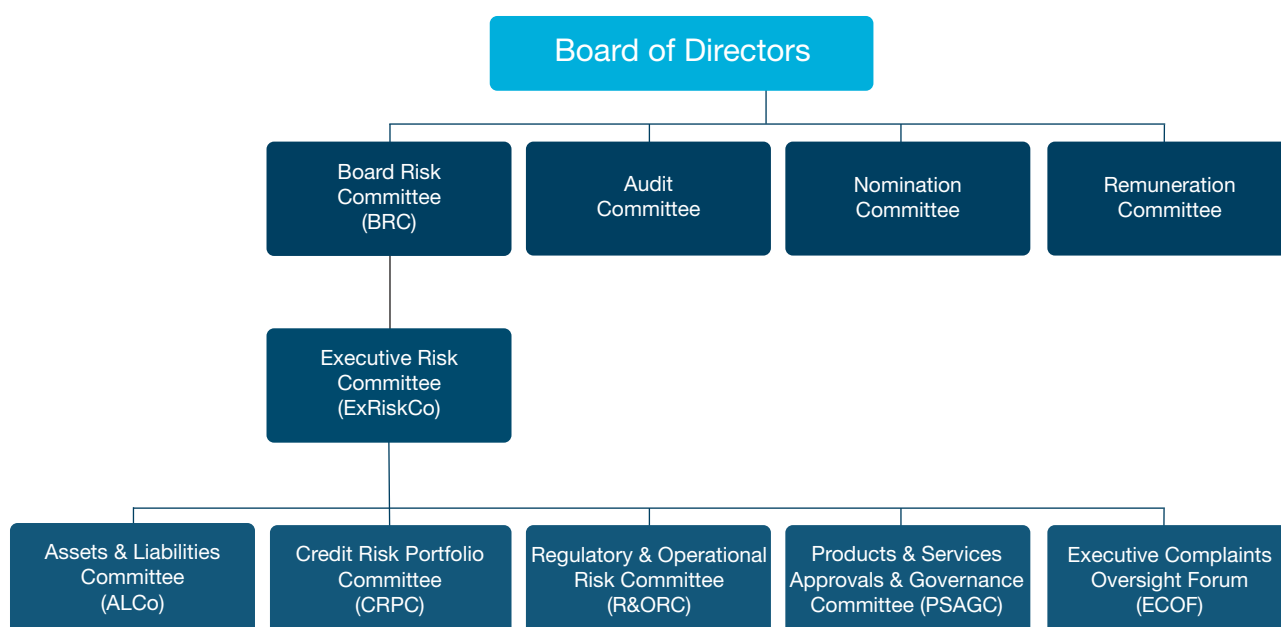 Board of Directors
Board Risk
Committee
(BRC)
Audit
Committee
Nomination
Committee
Remuneration
Committee
Executive Risk
Committee
(ExRiskCo)
Assets & Liabilities
Committee
(ALCo)
Credit Risk Portfolio
Committee
(CRPC)
Regulatory & Operational
Risk Committee
(R&ORC)
Products & Services
Approvals & Governance
Committee (PSAGC)
Executive Complaints
Oversight Forum
(ECOF)